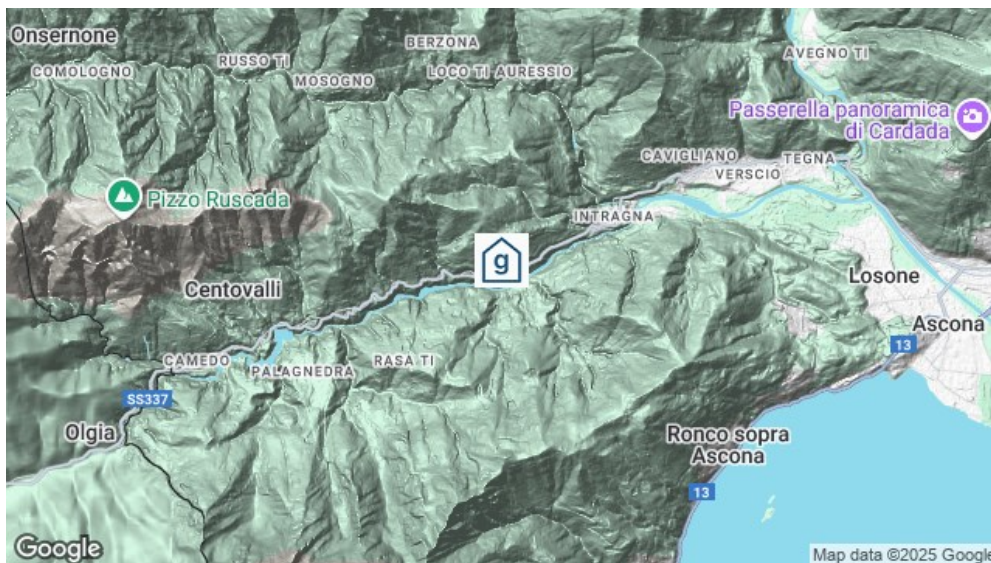 Onsernone
BERZONA
RUSSO TI
AVEGNO TI
COMOLOGNO
MOSOGNO
LOCO TI AURESSIO
Passerella panoramica
di Cardada
CAVIGLIANO
TEGNA
VERSCIO
Pizzo Ruscada
INTRAGNA
g
Centovalli
Losone
Ascona
13
CAMEDO
PALAGNEDRA
RASA TI
SS337
Olgia
Ronco sopra
Ascona
13
Google
Map data ©2025 Google